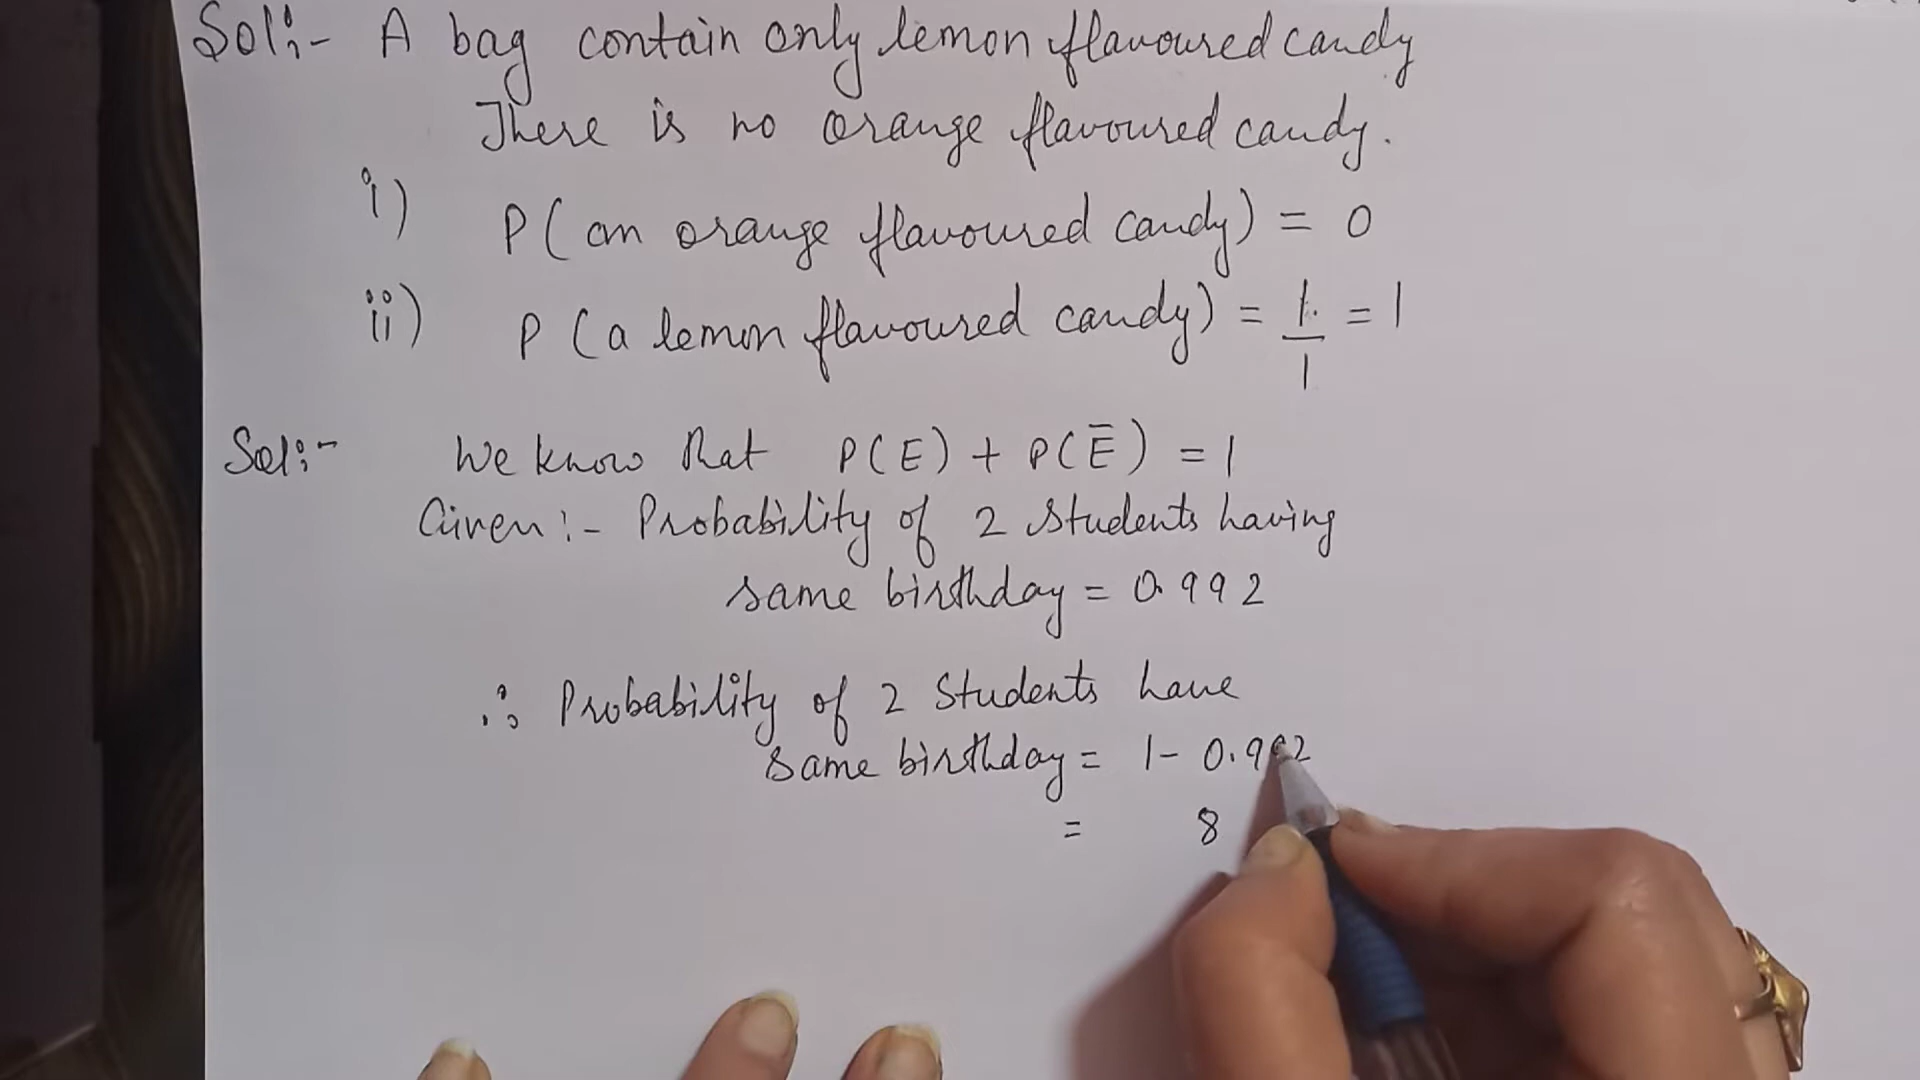 Sol:- A bag contain only lemon flavoured candy
There is no orange flavoured candy.
i) P(an orange flavoured candy) = 0
ii) P(a lemon flavoured candy) = 1/1 = 1
Sol:- We know that P(E) + P(Ē) = 1
Given:- Probability of 2 students having
same birthday = 0.992
∴ Probability of 2 Students have
same birthday = 1 - 0.992
= 8